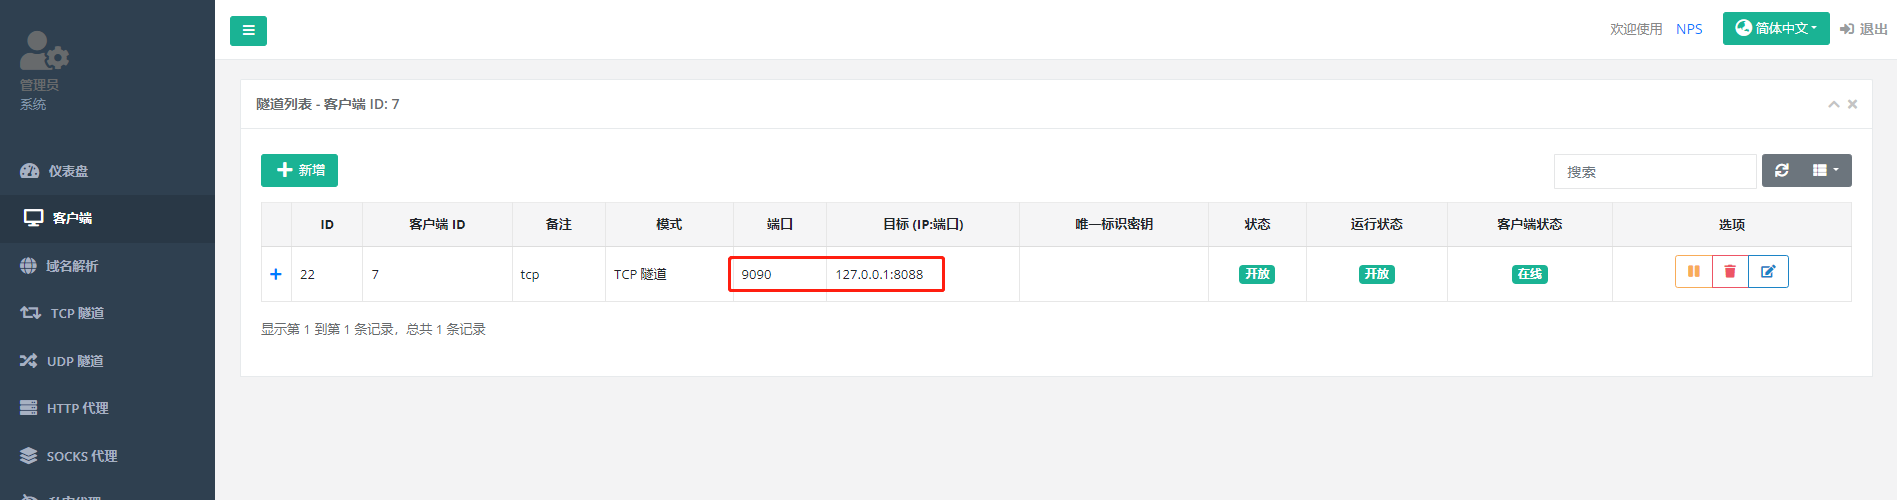 欢迎使用 NPS 简体中文 退出
管理员
系统
仪表盘
客户端
域名解析
TCP 隧道
UDP 隧道
HTTP 代理
SOCKS 代理
隧道列表 - 客户端 ID: 7
新增
搜索
ID 客户端 ID 备注 模式 端口 目标 (IP:端口) 唯一标识密钥 状态 运行状态 客户端状态 选项
22 7 tcp TCP 隧道 9090 127.0.0.1:8088 开放 开放 在线
显示第 1 到第 1 条记录，总共 1 条记录